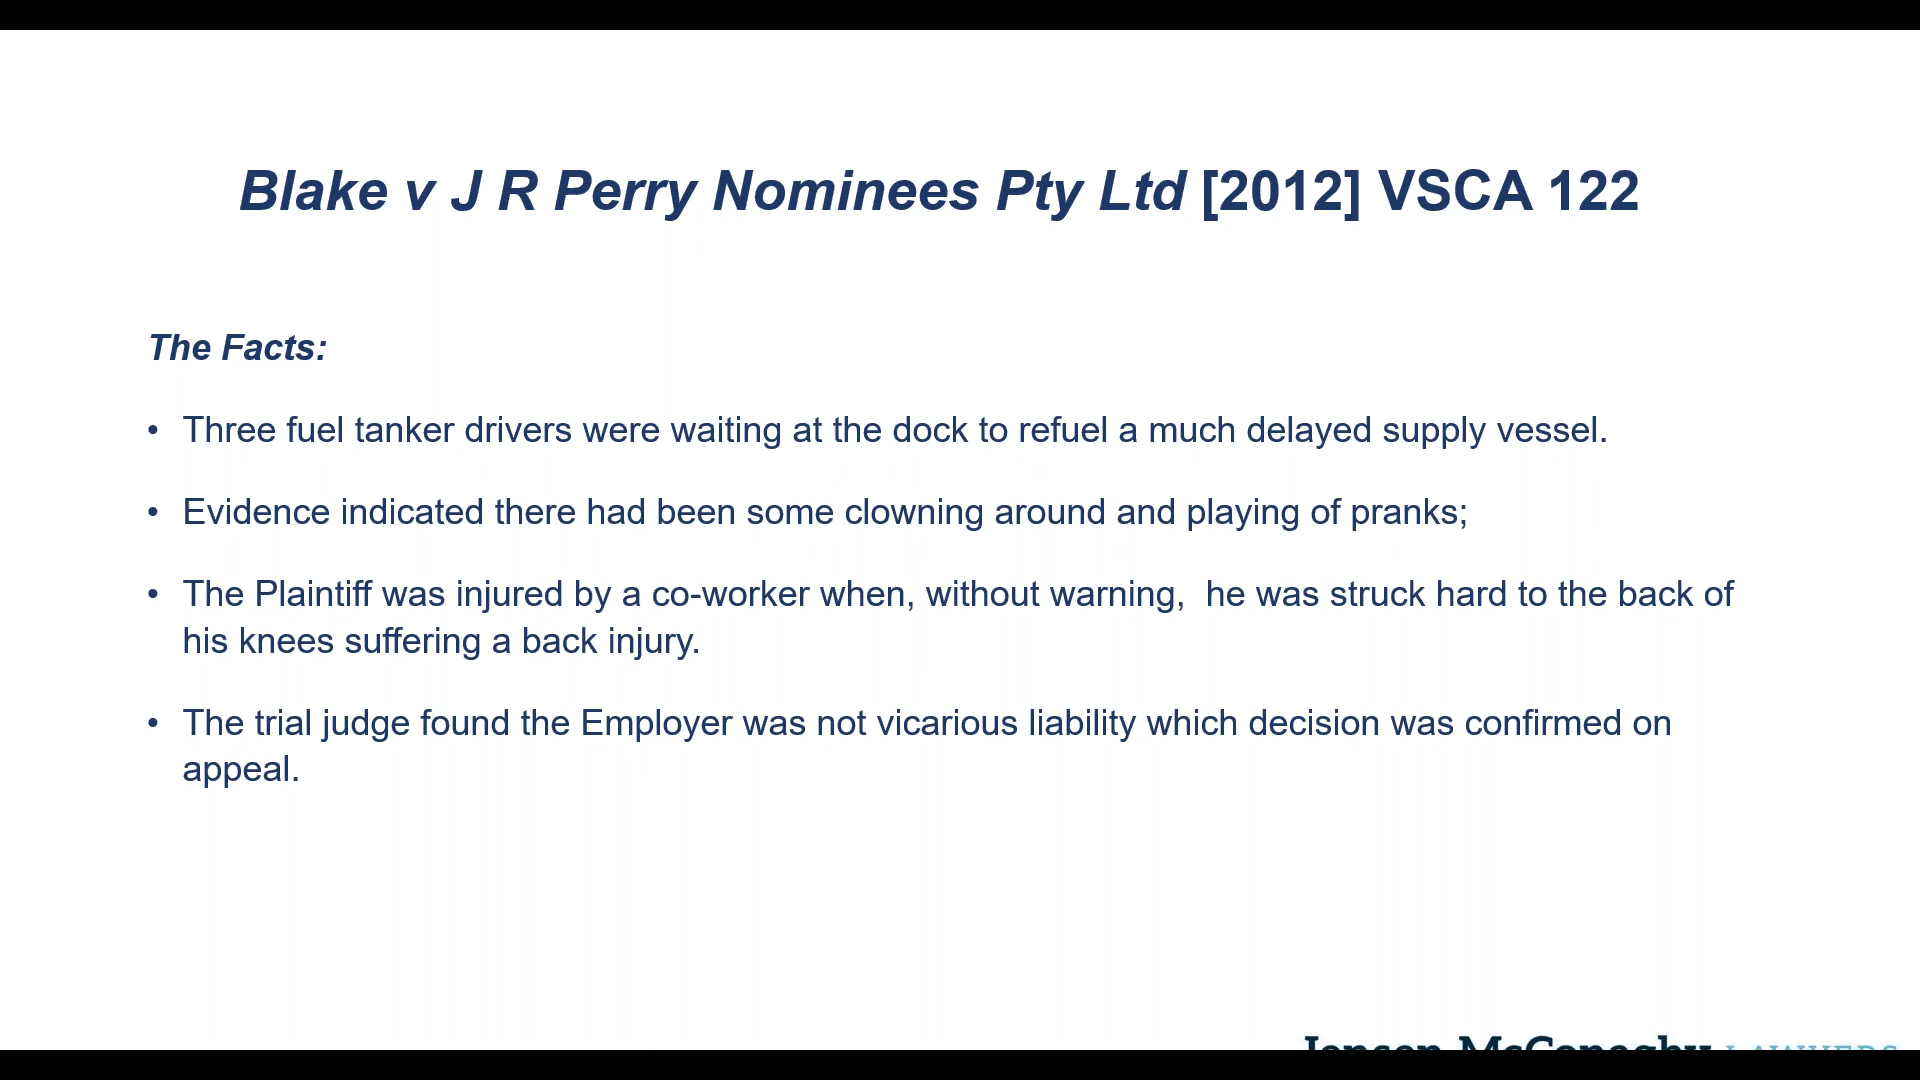 Blake v J R Perry Nominees Pty Ltd [2012] VSCA 122
The Facts:
• Three fuel tanker drivers were waiting at the dock to refuel a much delayed supply vessel.
• Evidence indicated there had been some clowning around and playing of pranks;
• The Plaintiff was injured by a co-worker when, without warning,  he was struck hard to the back of
his knees suffering a back injury.
• The trial judge found the Employer was not vicarious liability which decision was confirmed on
appeal.
Jensen McConaghy LAWYERS